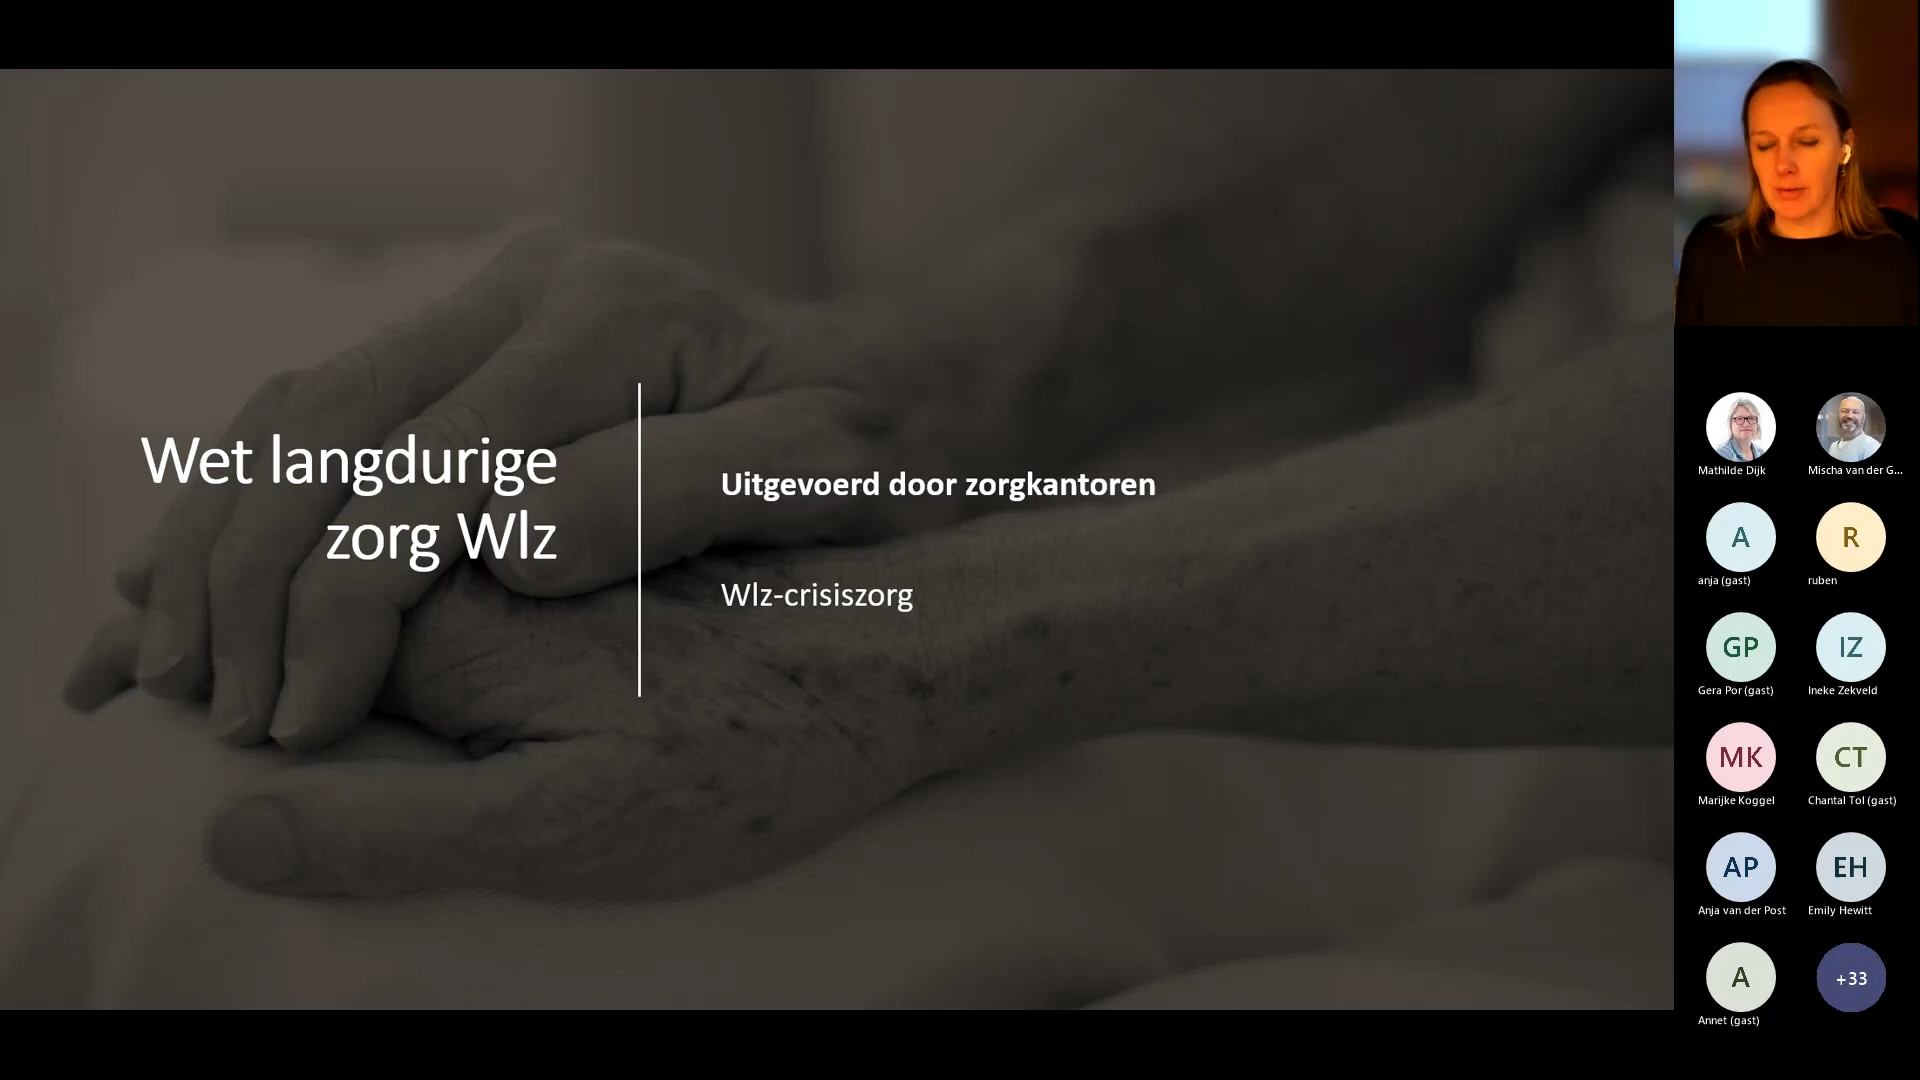 Wet langdurige
zorg Wlz
Uitgevoerd door zorgkantoren
Wlz-crisiszorg
Mathilde Dijk
Mischa van der G...
A
anja (gast)
R
ruben
GP
Gera Por (gast)
IZ
Ineke Zekveld
MK
Marijke Koggel
CT
Chantal Tol (gast)
AP
Anja van der Post
EH
Emily Hewitt
A
Annet (gast)
+33